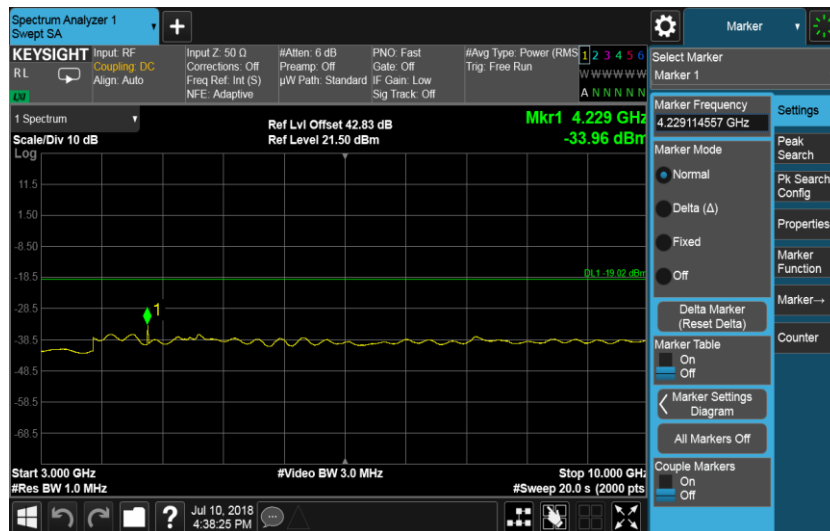 Spectrum Analyzer 1
Swept SA
+
Marker
KEYSIGHT
RL
LXI
Input: RF
Coupling: DC
Align: Auto
Input Z: 50 Ω
Corrections: Off
Freq Ref: Int (S)
NFE: Adaptive
#Atten: 6 dB
Preamp: Off
µW Path: Standard
PNO: Fast
Gate: Off
IF Gain: Low
Sig Track: Off
#Avg Type: Power (RMS
Trig: Free Run
1 2 3 4 5 6
W W W W W W
A N N N N N
Select Marker
Marker 1
1 Spectrum
Scale/Div 10 dB
Log
Ref Lvl Offset 42.83 dB
Ref Level 21.50 dBm
Mkr1 4.229 GHz
-33.96 dBm
11.5
1.50
-8.50
-18.5
-28.5
-38.5
-48.5
-58.5
-68.5
DL1 -19.02 dBm
1
Start 3.000 GHz
#Res BW 1.0 MHz
#Video BW 3.0 MHz
Stop 10.000 GHz
#Sweep 20.0 s (2000 pts
Marker Frequency
4.229114557 GHz
Marker Mode
Normal
Delta (Δ)
Fixed
Off
Delta Marker
(Reset Delta)
Marker Table
On
Off
Marker Settings
Diagram
All Markers Off
Couple Markers
On
Off
Settings
Peak
Search
Pk Search
Config
Properties
Marker
Function
Marker→
Counter
?
Jul 10, 2018
4:38:25 PM